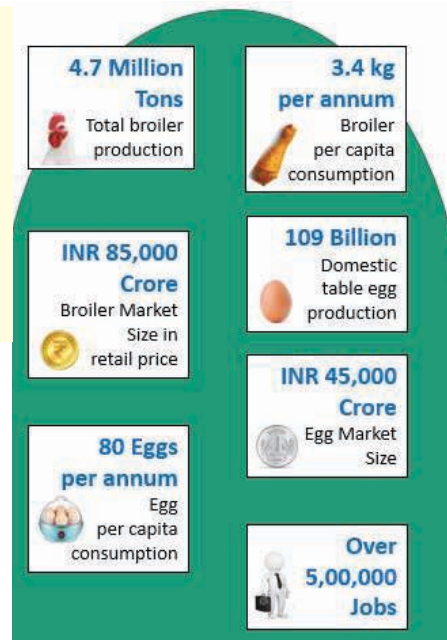 4.7 Million
Tons
Total broiler
production
3.4 kg
per annum
Broiler
per capita
consumption
INR 85,000
Crore
Broiler Market
Size in
retail price
109 Billion
Domestic
table egg
production
INR 45,000
Crore
Egg Market
Size
80 Eggs
per annum
Egg
per capita
consumption
Over
5,00,000
Jobs